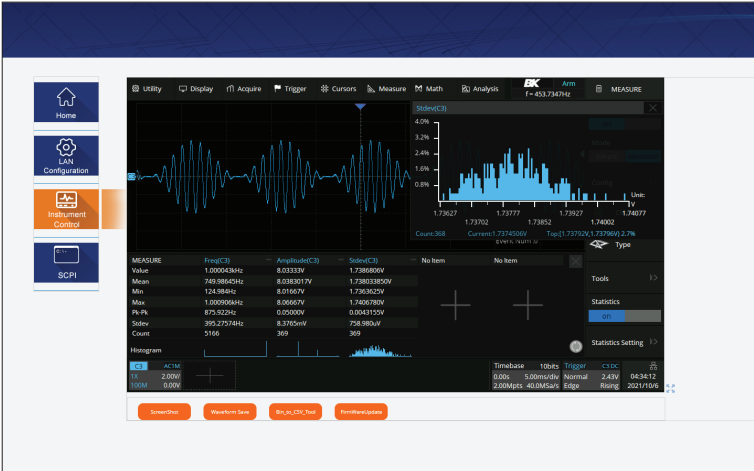 Home
LAN
Configuration
Instrument
Control
SCPI
Utility Display Acquire Trigger Cursors Measure Math Analysis BK Arm MEASURE
f = 453.7347Hz
Stdev(C3)
4.0%
3.2%
2.4%
1.6%
0.8%
Unit:
V
1.73627 1.73777 1.73927 1.74077
1.73702 1.73852 1.74002
Count:368 Current:1.7374506V Top:[1.73792V,1.73796V) 2.7%
Mode
Config
Event Num 0
Type
Tools
Statistics
on
Statistics Setting
MEASURE Freq(C3) Amplitude(C3) Stdev(C3) No Item No Item
Value 1.000043kHz 8.03333V 1.7386806V
Mean 749.98645Hz 8.0383017V 1.738033850V
Min 124.984Hz 8.01667V 1.7363625V
Max 1.000906kHz 8.06667V 1.7406780V
Pk-Pk 875.922Hz 0.05000V 0.0043155V
Stdev 395.27574Hz 8.3765mV 758.980uV
Count 5166 369 369
Histogram
C3 AC1M
1X 2.00V/
100M 0.00V
Timebase 10bits
0.00s 5.00ms/div
2.00Mpts 40.0MSa/s
Trigger C3 DC
Normal 2.43V
Edge Rising
04:34:12
2021/10/6
ScreenShot Waveform Save Bin_to_CSV_Tool FirmWareUpdate